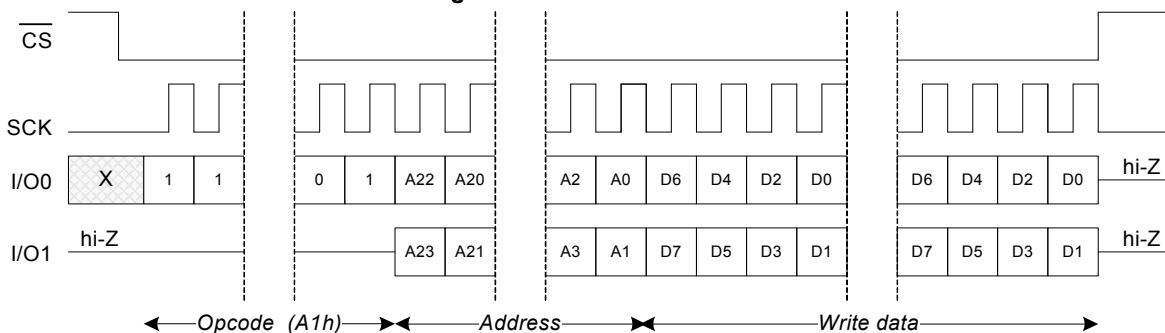 CS
SCK
I/O0 X 1 1 0 1 A22 A20 A2 A0 D6 D4 D2 D0 D6 D4 D2 D0 hi-Z
I/O1 hi-Z A23 A21 A3 A1 D7 D5 D3 D1 D7 D5 D3 D1 hi-Z
Opcode (A1h) Address Write data